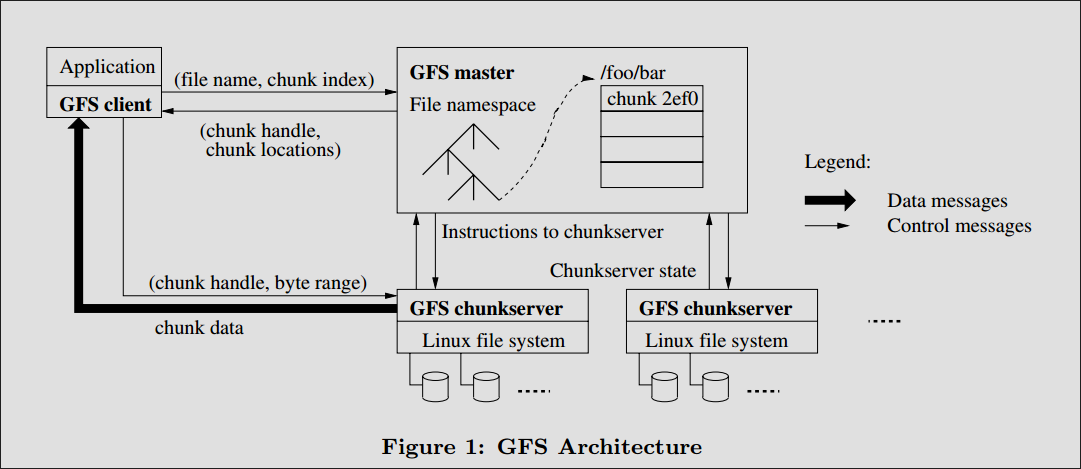 Application
GFS client
(file name, chunk index)
(chunk handle,
chunk locations)
GFS master
File namespace
/foo/bar
chunk 2ef0
Legend:
Data messages
Control messages
Instructions to chunkserver
Chunkserver state
(chunk handle, byte range)
chunk data
GFS chunkserver
Linux file system
GFS chunkserver
Linux file system
Figure 1: GFS Architecture